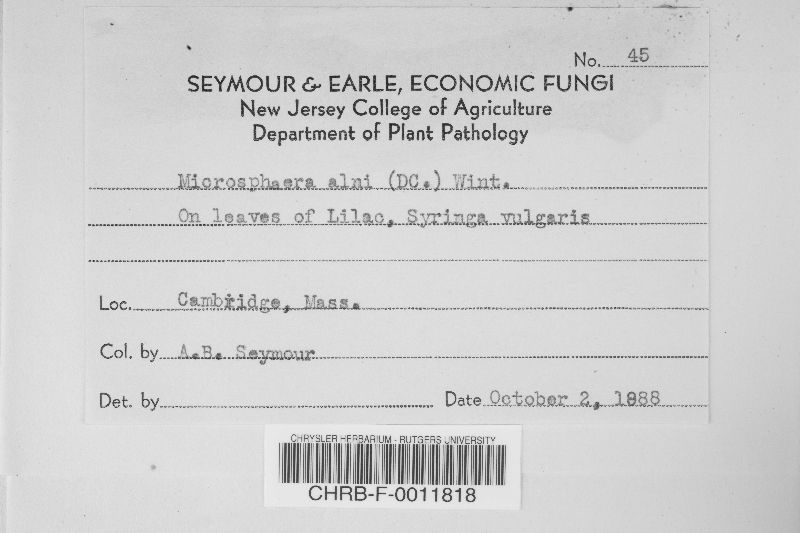 No. 45
SEYMOUR & EARLE, ECONOMIC FUNGI
New Jersey College of Agriculture
Department of Plant Pathology
Microsphaera alni (DC.) Wint.
On leaves of Lilac, Syringa vulgaris
Loc. Cambridge, Mass.
Col. by A.B. Seymour
Det. by Date October 2, 1888
CHRYSLER HERBARIUM - RUTGERS UNIVERSITY
CHRB-F-0011818